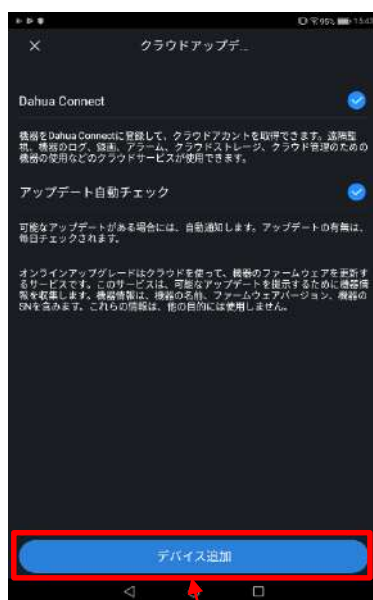 95% 15:43
クラウドアップデ...
Dahua Connect
機器をDahua Connectに登録して、クラウドアカントを取得できます。遠隔監
視、機器のログ、録画、アラーム、クラウドストレージ、クラウド管理のための
機器の使用などのクラウドサービスが使用できます。
アップデート自動チェック
可能なアップデートがある場合には、自動通知します。アップデートの有無は、
毎日チェックされます。
オンラインアップグレードはクラウドを使って、機器のファームウェアを更新す
るサービスです。このサービスは、可能なアップデートを提示するために機器情
報を収集します。機器情報は、機器の名前、ファームウェアバージョン、機器の
SNを含みます。これらの情報は、他の目的には使用しません。
デバイス追加